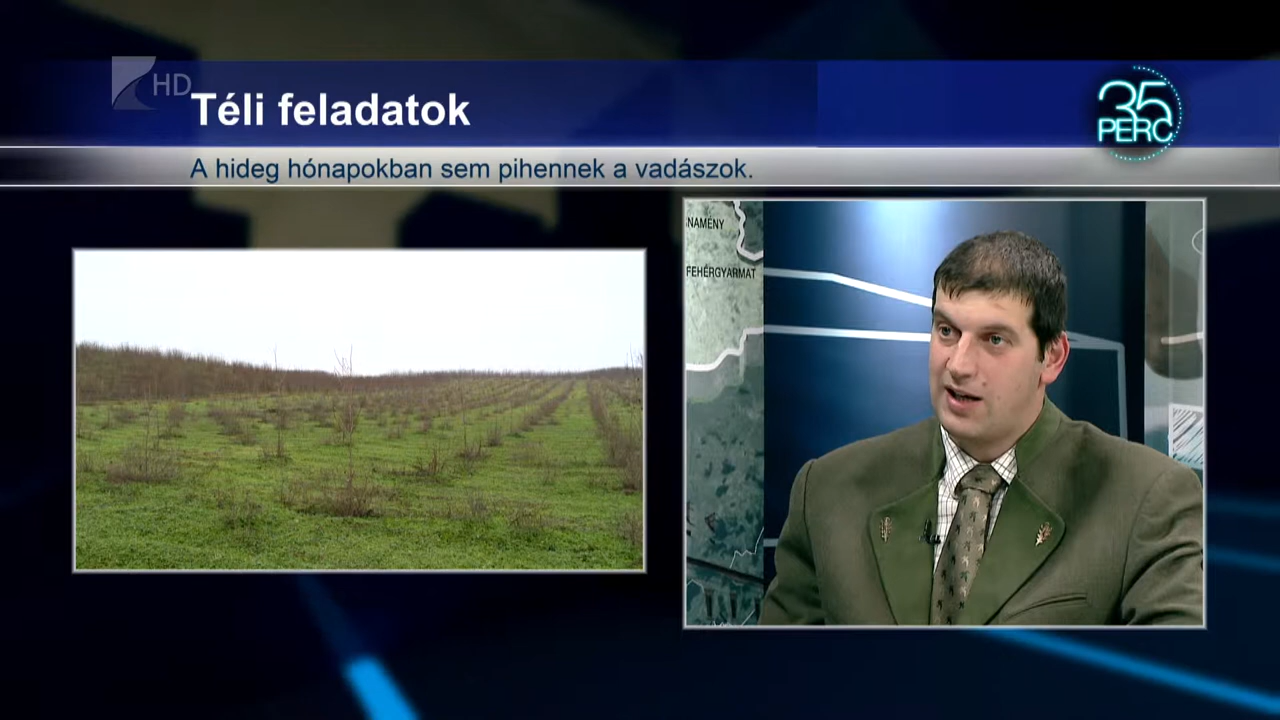 HD
Téli feladatok
35
PERC
A hideg hónapokban sem pihennek a vadászok.
NAMÉNY
FEHÉRGYARMAT